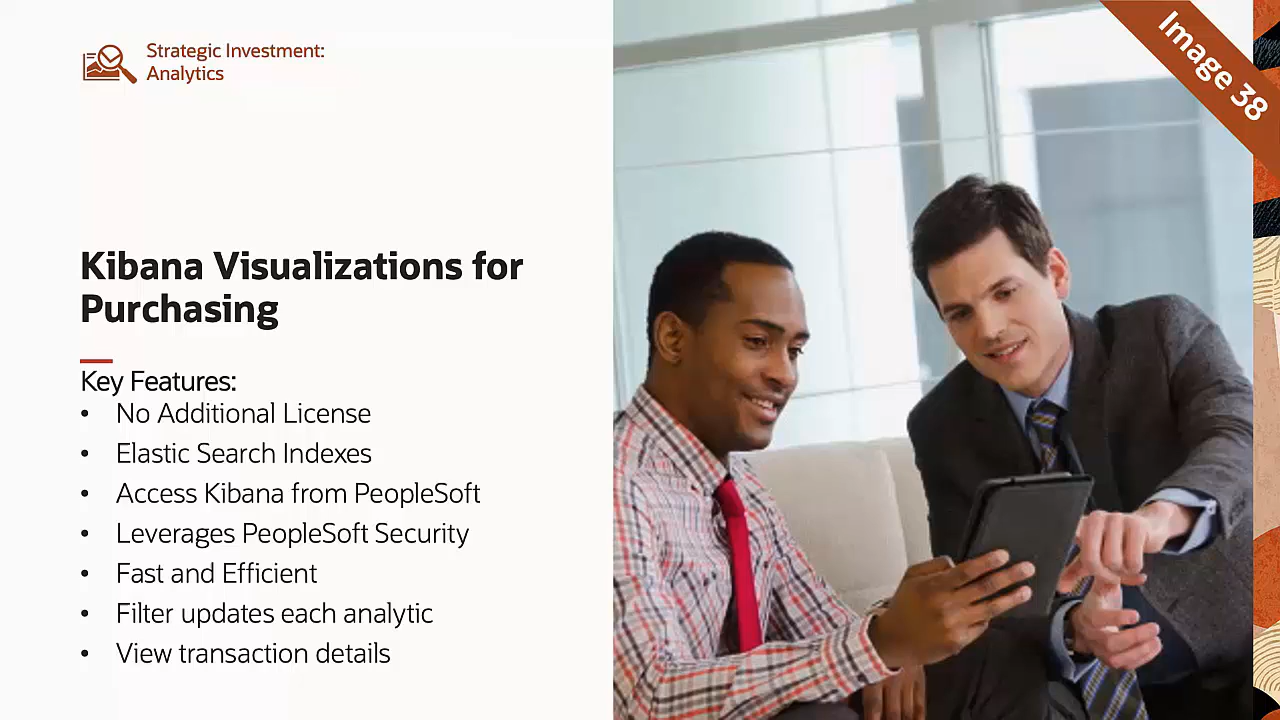 Strategic Investment:
Analytics
Image 38
Kibana Visualizations for
Purchasing
Key Features:
• No Additional License
• Elastic Search Indexes
• Access Kibana from PeopleSoft
• Leverages PeopleSoft Security
• Fast and Efficient
• Filter updates each analytic
• View transaction details